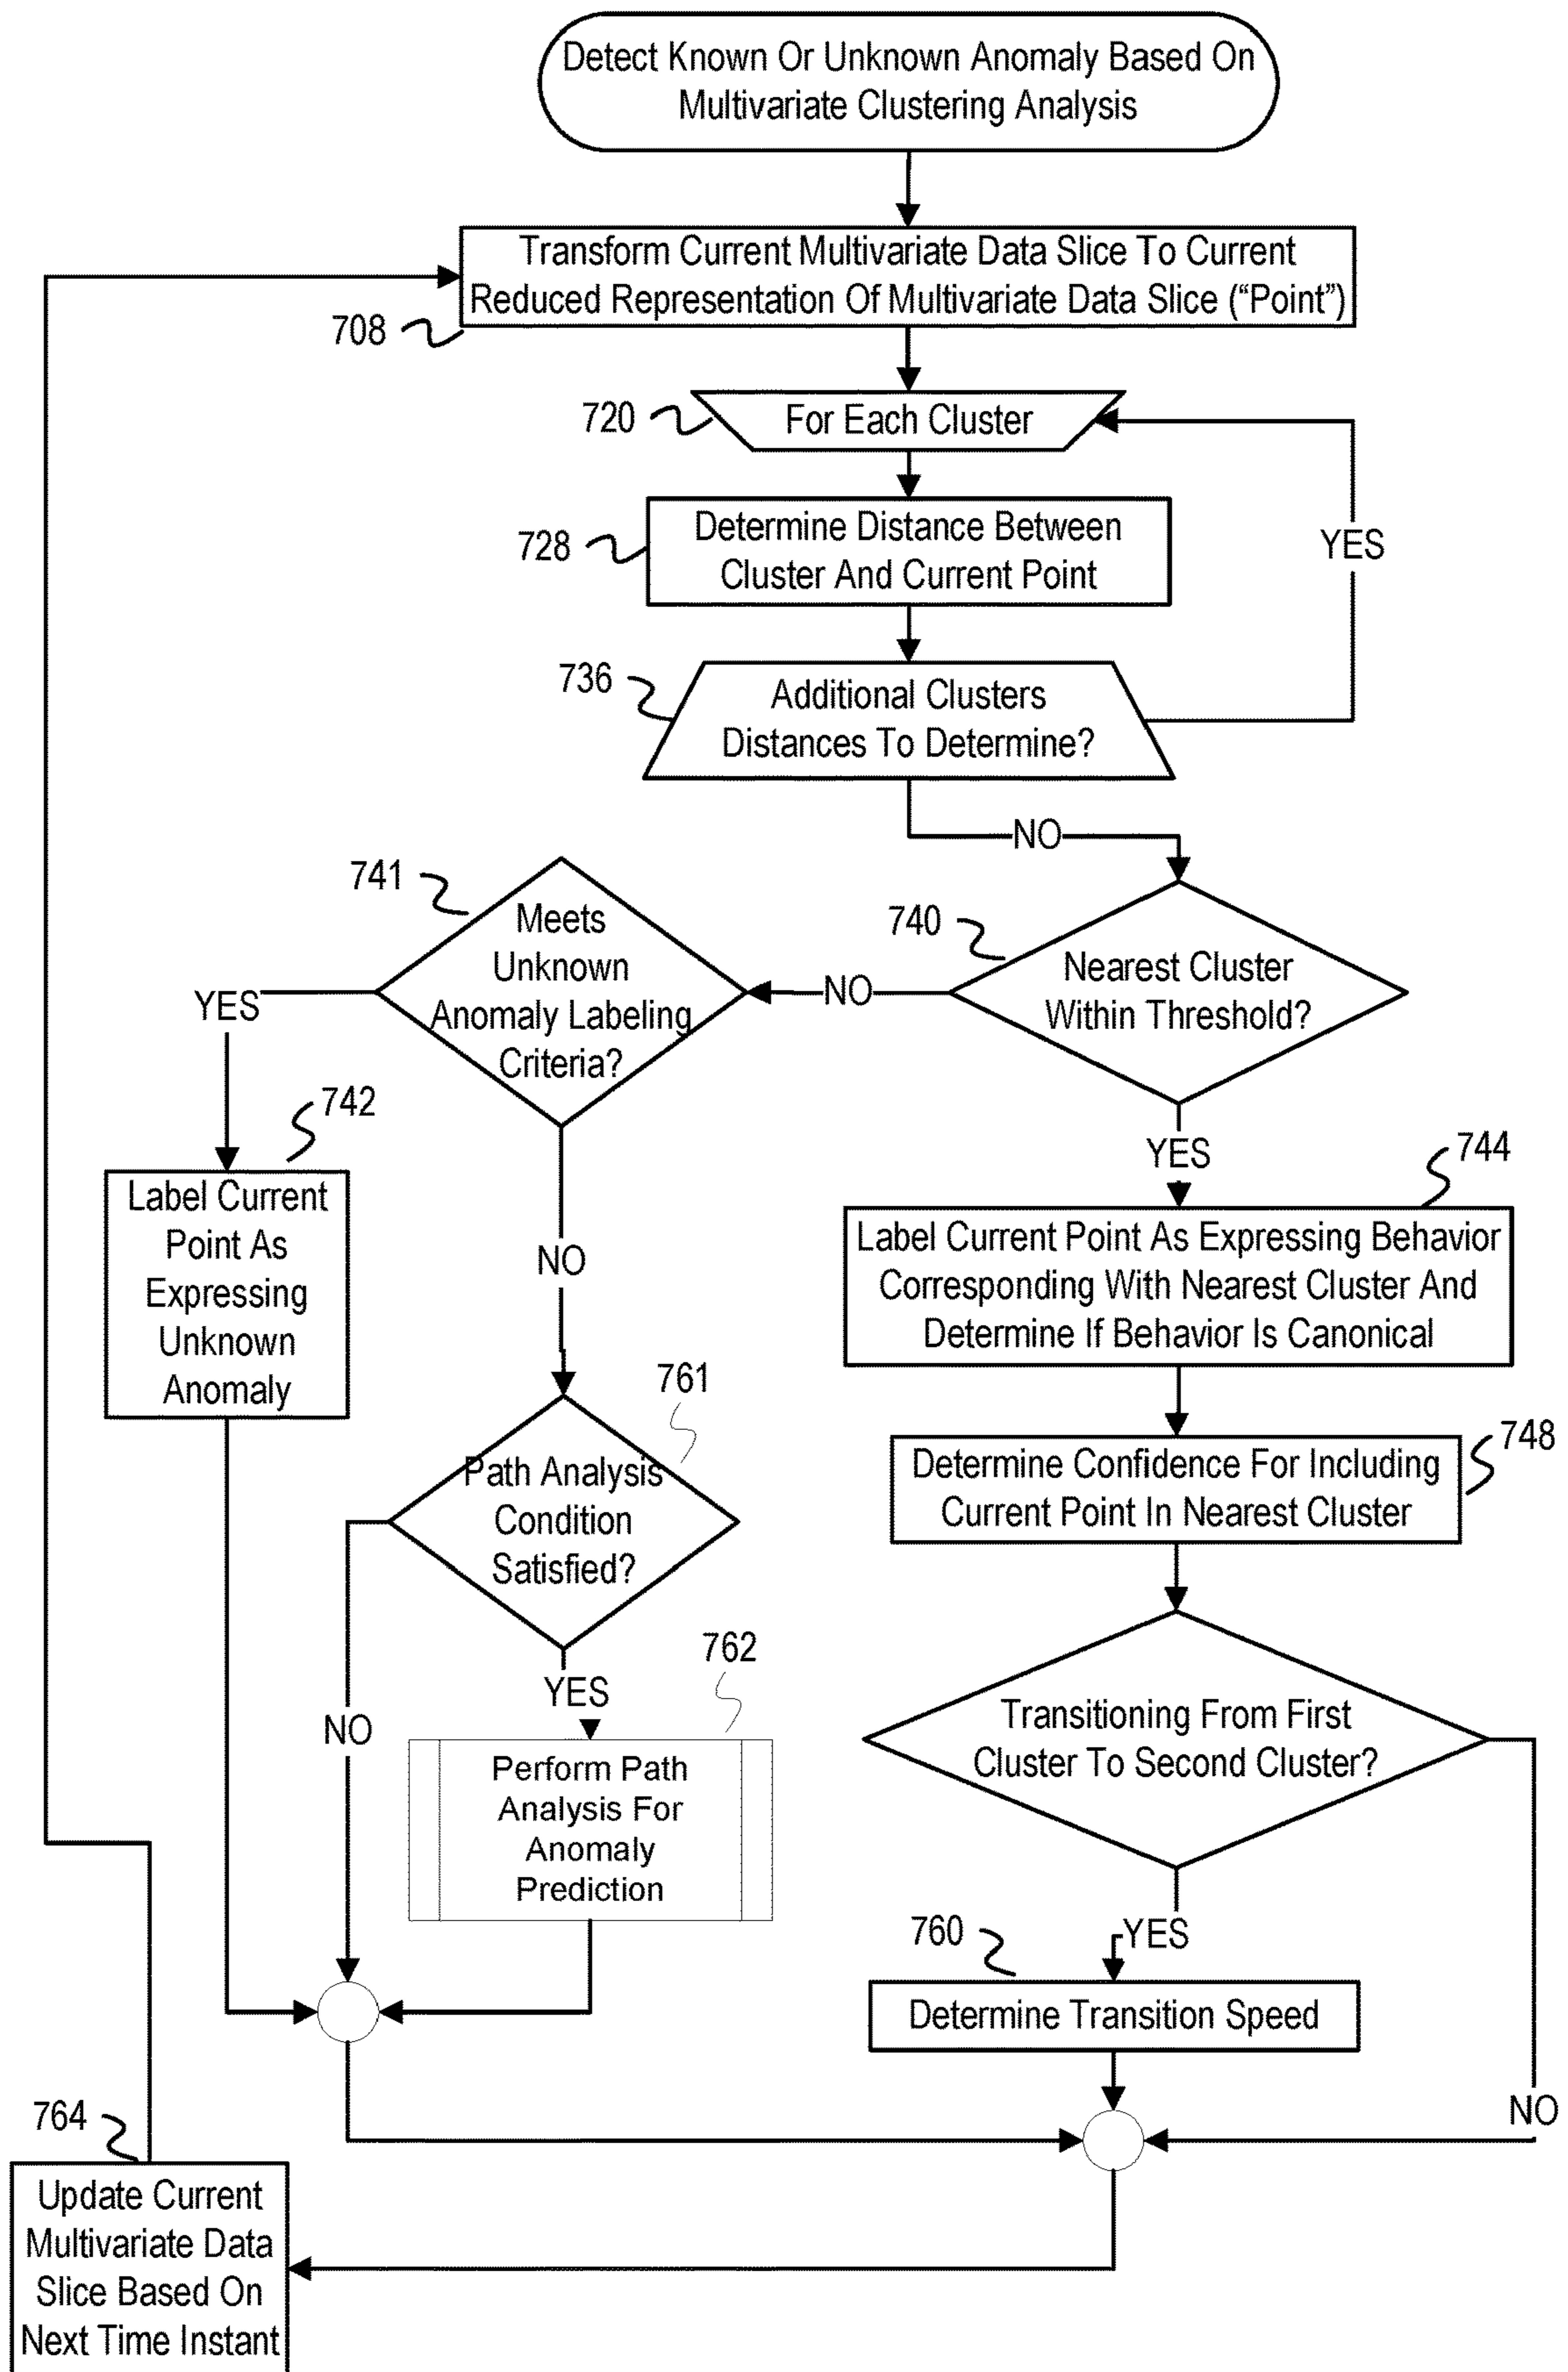 Detect Known Or Unknown Anomaly Based On
Multivariate Clustering Analysis
Transform Current Multivariate Data Slice To Current
Reduced Representation Of Multivariate Data Slice (“Point”)
708
720
For Each Cluster
728
Determine Distance Between
Cluster And Current Point
YES
736
Additional Clusters
Distances To Determine?
NO
741
Meets
Unknown
Anomaly Labeling
Criteria?
740
Nearest Cluster
Within Threshold?
NO
YES
742
Label Current
Point As
Expressing
Unknown
Anomaly
NO
YES
744
Label Current Point As Expressing Behavior
Corresponding With Nearest Cluster And
Determine If Behavior Is Canonical
761
Path Analysis
Condition
Satisfied?
748
Determine Confidence For Including
Current Point In Nearest Cluster
NO
YES
762
Perform Path
Analysis For
Anomaly
Prediction
Transitioning From First
Cluster To Second Cluster?
YES
760
Determine Transition Speed
NO
764
Update Current
Multivariate Data
Slice Based On
Next Time Instant